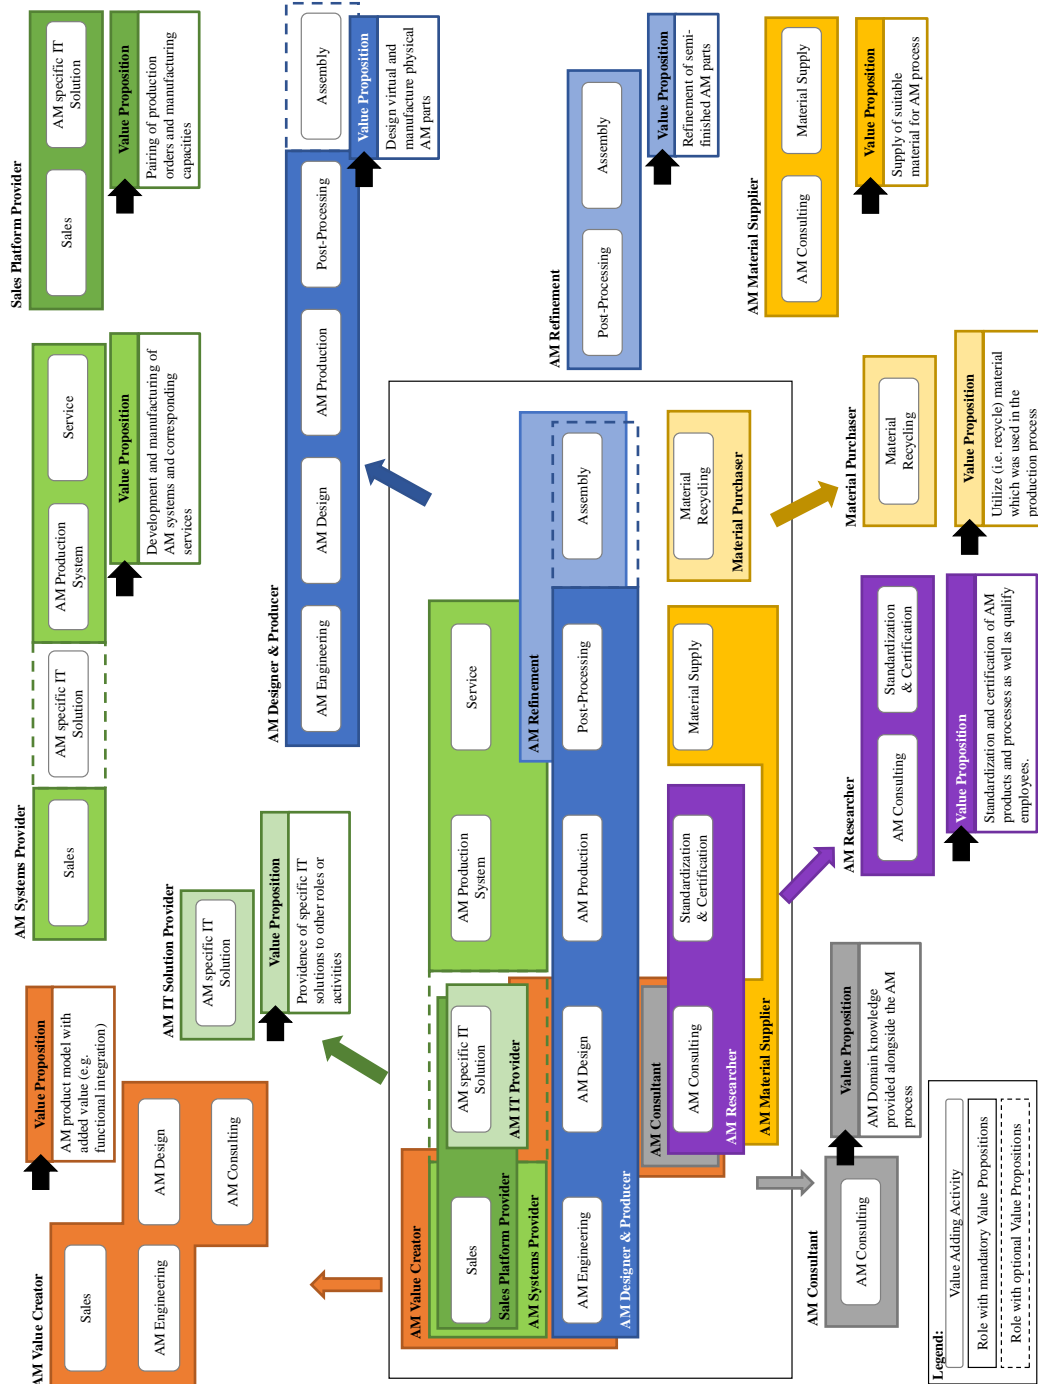 AM Value Creator
Sales
AM Engineering
AM Design
AM Consulting
Value Proposition
AM product model with
added value (e.g.
functional integration)
AM Systems Provider
Sales
AM specific IT
Solution
AM Production
System
Service
Value Proposition
Development and manufacturing of
AM systems and corresponding
services
Sales Platform Provider
Sales
AM specific IT
Solution
Value Proposition
Pairing of production
orders and manufacturing
capacities
AM IT Solution Provider
AM specific IT
Solution
Value Proposition
Providence of specific IT
solutions to other roles or
activities
AM Designer & Producer
AM Engineering
AM Design
AM Production
Post-Processing
Assembly
Value Proposition
Design virtual and
manufacture physical
AM parts
AM Value Creator
Sales
Sales Platform Provider
AM Systems Provider
AM specific IT
Solution
AM IT Provider
AM Production
System
Service
AM Refinement
AM Engineering
AM Design
AM Production
Post-Processing
Assembly
AM Designer & Producer
AM Consultant
AM Consulting
AM Researcher
Standardization
& Certification
AM Material Supplier
Material Supply
Material
Recycling
Material Purchaser
AM Refinement
Post-Processing
Assembly
Value Proposition
Refinement of semi-
finished AM parts
AM Material Supplier
AM Consulting
Material Supply
Value Proposition
Supply of suitable
material for AM process
AM Consultant
AM Consulting
Value Proposition
AM Domain knowledge
provided alongside the AM
process
AM Researcher
AM Consulting
Standardization
& Certification
Value Proposition
Standardization and certification of AM
products and processes as well as qualify
employees.
Material Purchaser
Material
Recycling
Value Proposition
Utilize (i.e. recycle) material
which was used in the
production process
Legend:
Value Adding Activity
Role with mandatory Value Propositions
Role with optional Value Propositions